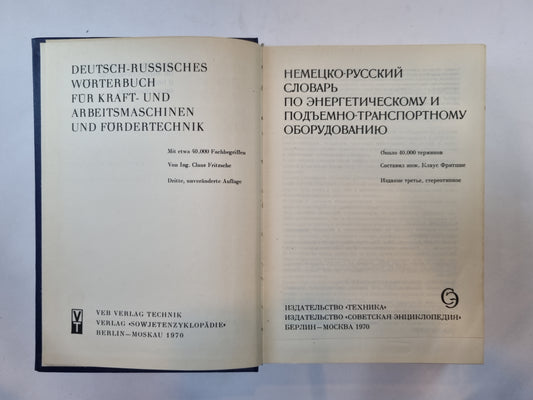 DEUTSCH-RUSSISCHES
WÖRTERBUCH
FÜR KRAFT- UND
ARBEITSMASCHINEN
UND FÖRDERTECHNIK
Mit etwa 40,000 Fachbegriffen
Von Ing. Claus Fritzsche
Dritte, unveränderte Auflage
VT
VEB VERLAG TECHNIK
VERLAG «SOWJETENZYKLOPÄDIE»
BERLIN—MOSKAU 1970
НЕМЕЦКО-РУССКИЙ
СЛОВАРЬ
ПО ЭНЕРГЕТИЧЕСКОМУ И
ПОДЪЕМНО-ТРАНСПОРТНОМУ
ОБОРУДОВАНИЮ
Около 40.000 терминов
Составил инж. Клаус Фритцше
Издание третье, стереотипное
СЭ
ИЗДАТЕЛЬСТВО «ТЕХНИКА»
ИЗДАТЕЛЬСТВО «СОВЕТСКАЯ ЭНЦИКЛОПЕДИЯ»
БЕРЛИН—МОСКВА 1970